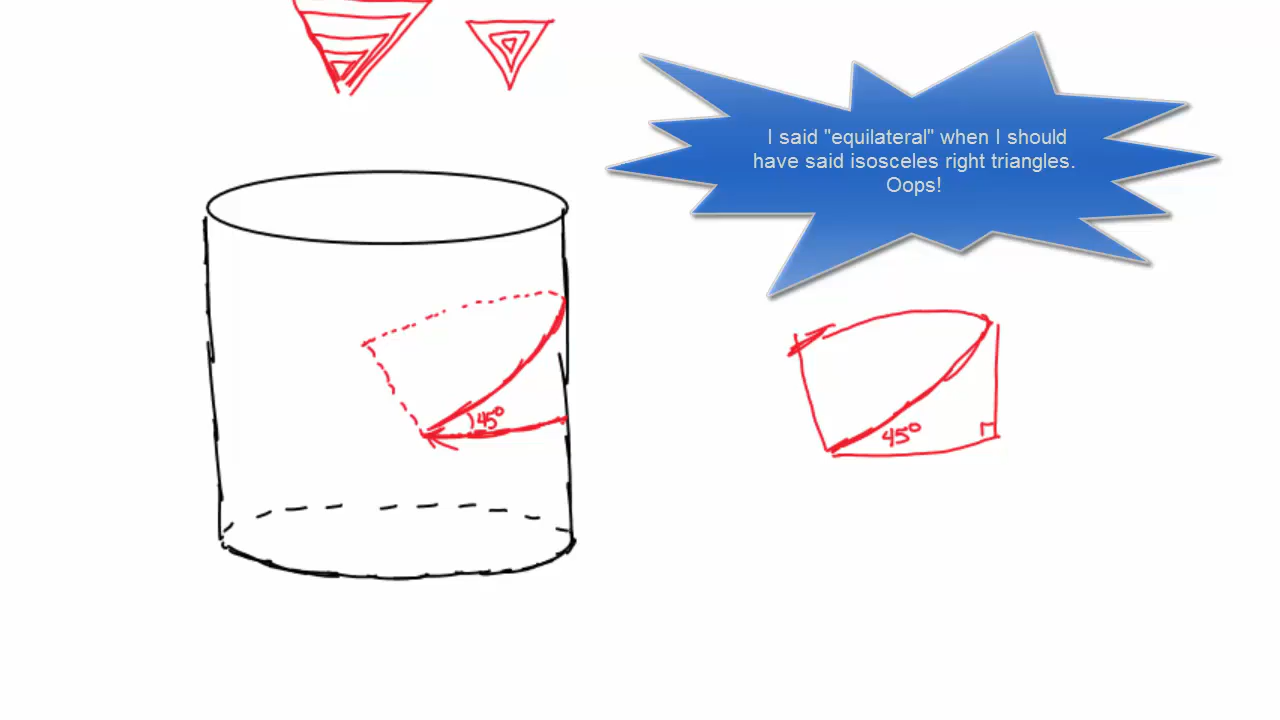 I said "equilateral" when I should
have said isosceles right triangles.
Oops!
45°
45°